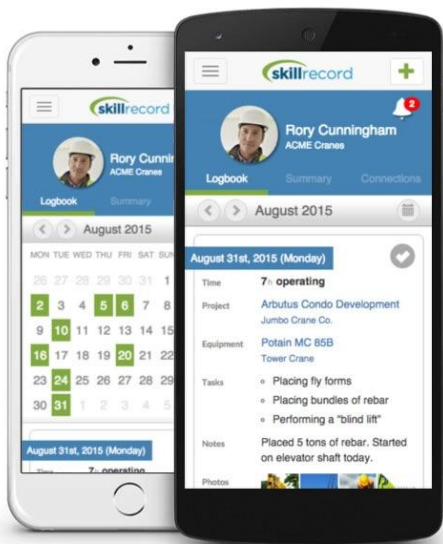 skillrecord
Rory Cunnin
ACME Cranes
Logbook
Summary
August 2015
MON TUE WED THU FRI SAT SUN
26 27 28 29 30 31 1
2 3 4 5 6 7 8
9 10 11 12 13 14 15
16 17 18 19 20 21 22
23 24 25 26 27 28 29
30 31 1 2 3 4 5
August 31st, 2015 (Monday)
Time 7h operating
skillrecord
2
Rory Cunningham
ACME Cranes
Logbook Summary Connections
August 2015
August 31st, 2015 (Monday)
Time 7h operating
Project Arbutus Condo Development
Jumbo Crane Co.
Equipment Potain MC 85B
Tower Crane
Tasks Placing fly forms
Placing bundles of rebar
Performing a "blind lift"
Notes Placed 5 tons of rebar. Started
on elevator shaft today.
Photos